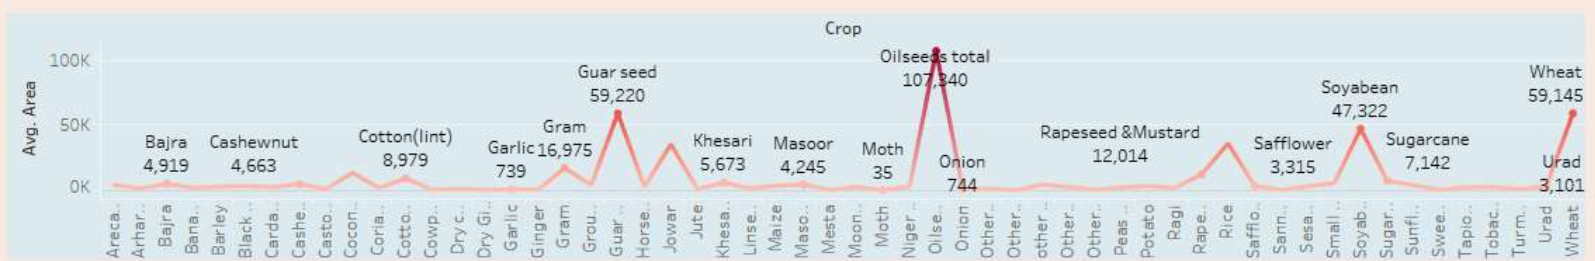 Crop
Avg. Area
100K
50K
0K
Bajra
4,919
Cashewnut
4,663
Cotton(lint)
8,979
Garlic
739
Gram
16,975
Guar seed
59,220
Khesari
5,673
Masoor
4,245
Moth
35
Oilseeds total
107,340
Onion
744
Rapeseed &Mustard
12,014
Safflower
3,315
Soyabean
47,322
Sugarcane
7,142
Wheat
59,145
Urad
3,101
Areca..
Arhar..
Bajra
Bana..
Barley
Black..
Carda..
Cashe..
Casto..
Cocon..
Coria..
Cotto..
Cowp..
Dry c..
Dry Gi..
Garlic
Ginger
Gram
Grou..
Guar ..
Horse..
Jowar
Jute
Khesa..
Linse..
Maize
Maso..
Mesta
Moon..
Moth
Niger ..
Oilse..
Onion
Other..
Other..
other ..
Other..
Other..
Peas ..
Potato
Ragi
Rape..
Rice
Safflo..
Sann..
Sesa..
Small ..
Soyab..
Sugar..
Sunfl..
Swee..
Tapio..
Tobac..
Turm..
Urad
Wheat